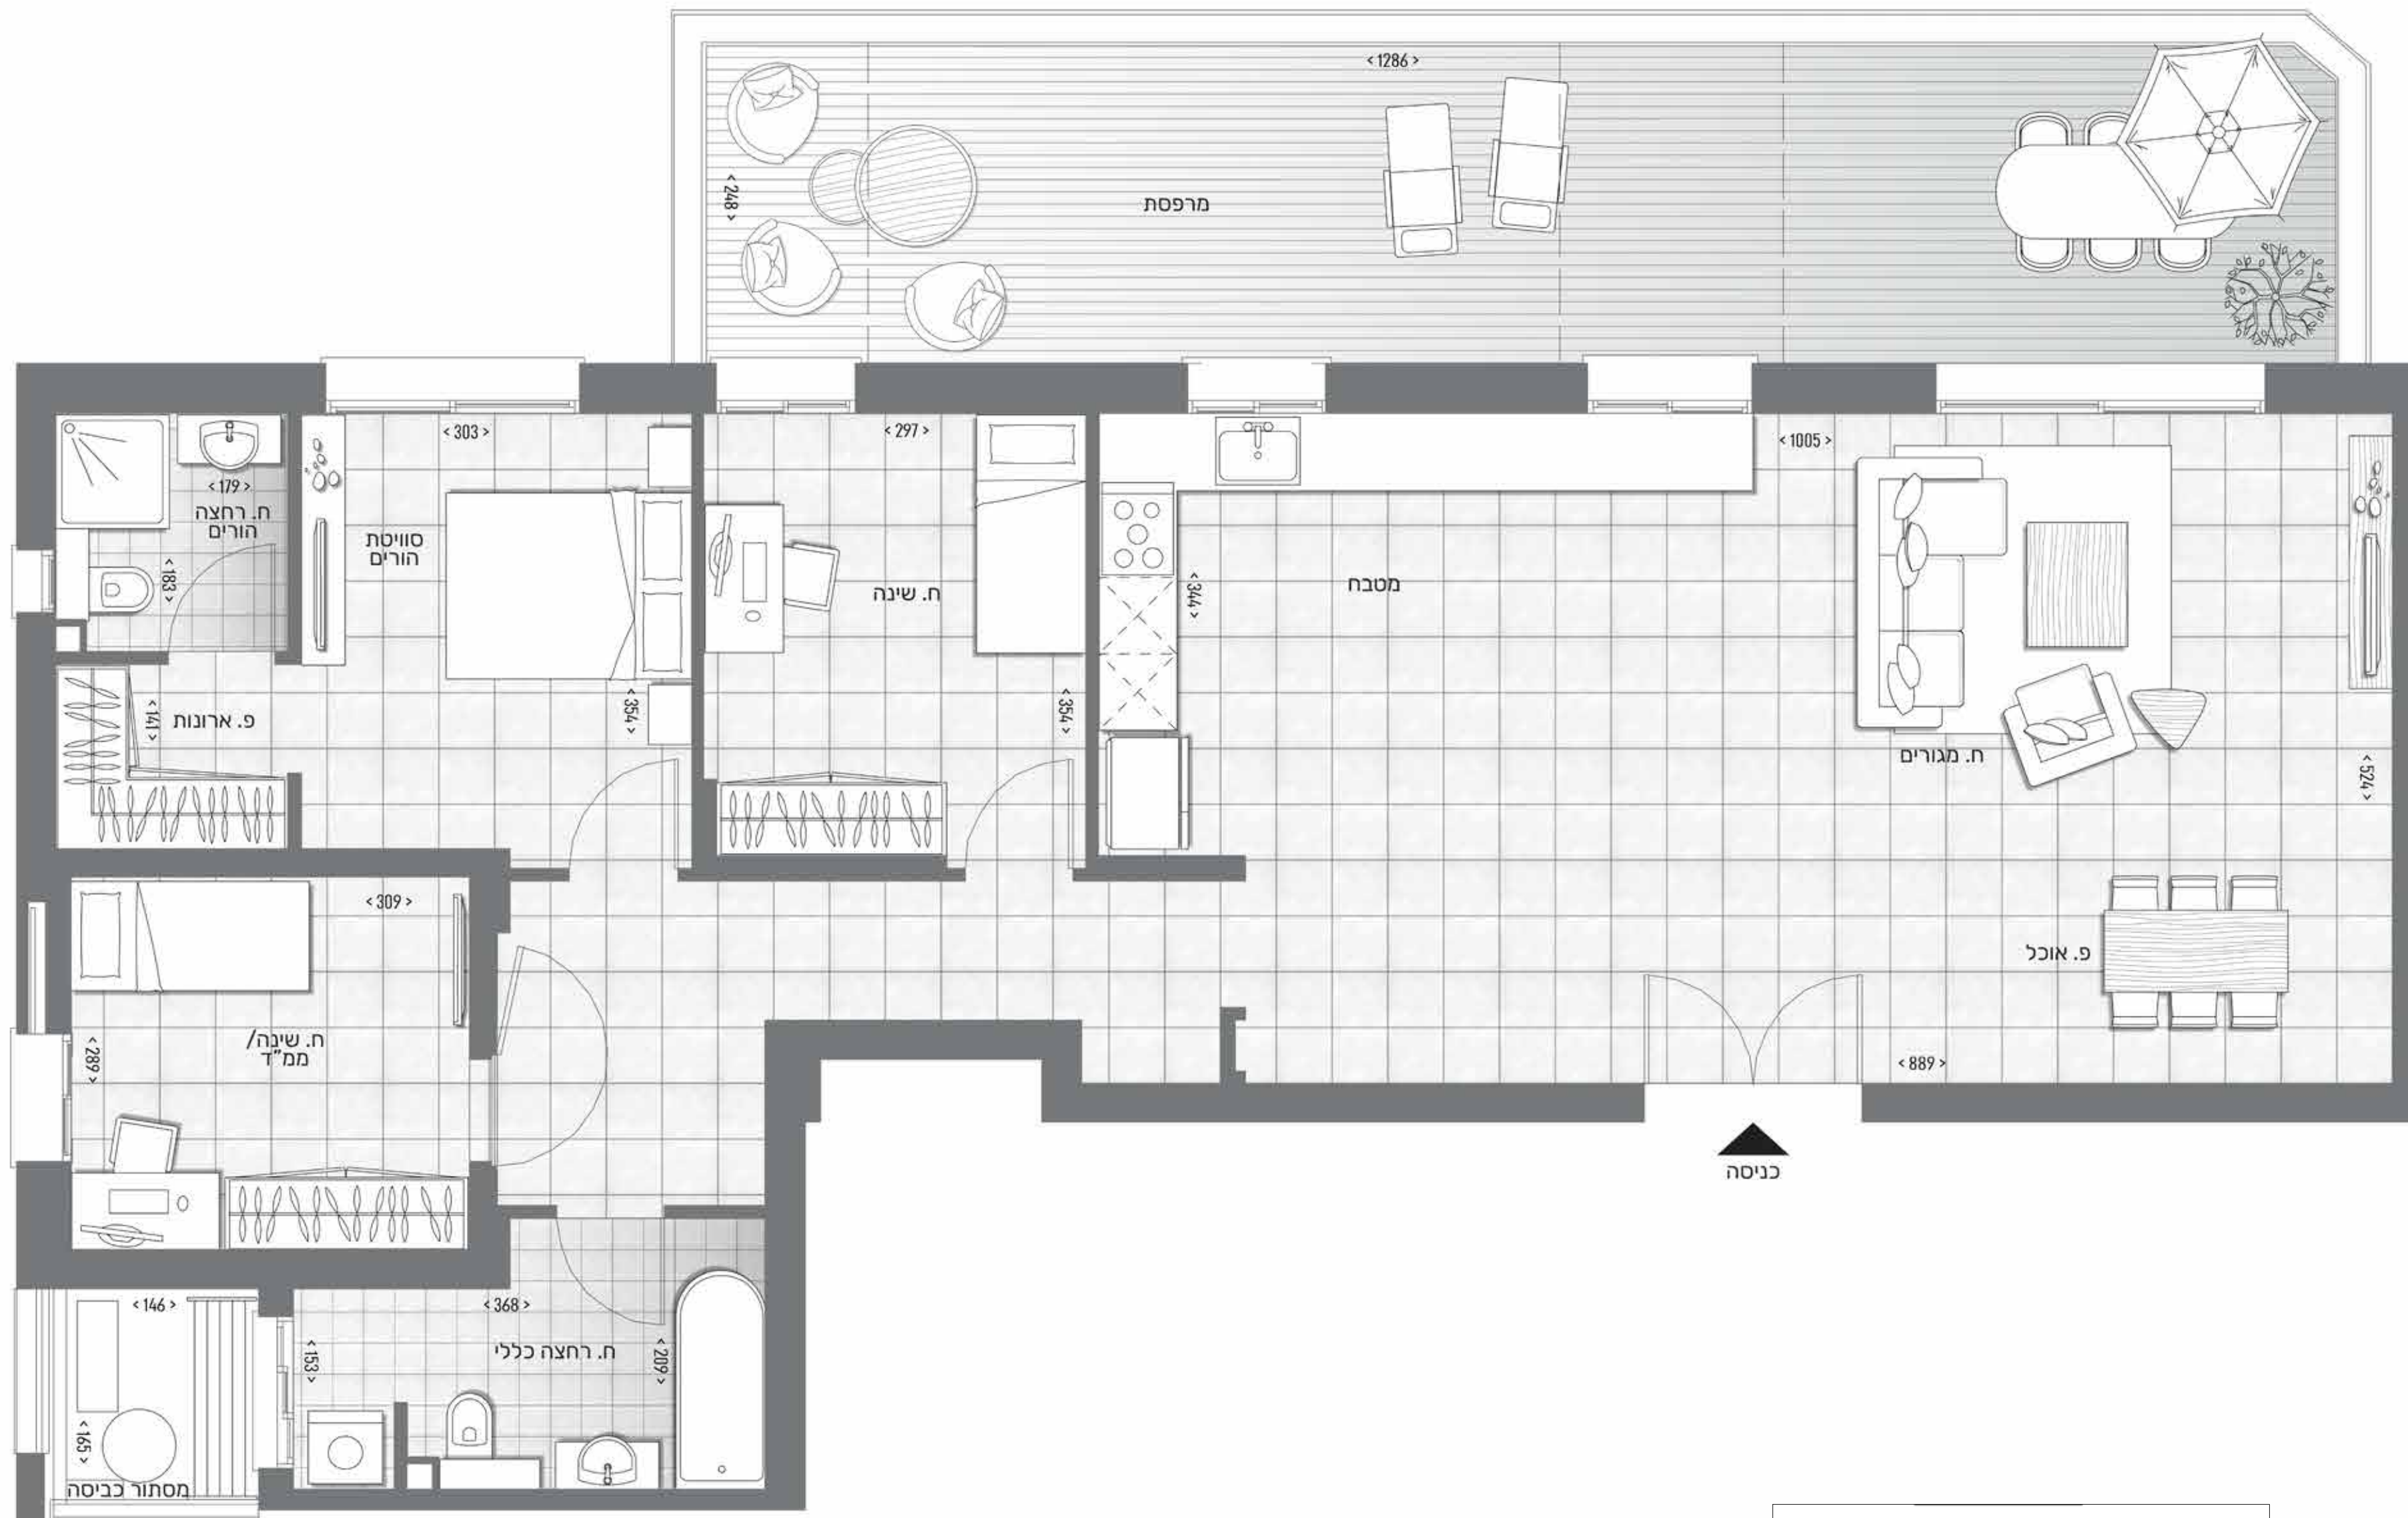 < 1286 >
< 248 >
מרפסת
< 303 >
< 297 >
< 1005 >
< 179 >
ח. רחצה
הורים
< 183 >
סוויטת
הורים
ח. שינה
< 344 >
מטבח
< 141 >
פ. ארונות
< 354 >
< 354 >
ח. מגורים
< 524 >
< 309 >
פ. אוכל
< 289 >
ח. שינה/
ממ"ד
< 889 >
כניסה
< 146 >
< 368 >
< 153 >
ח. רחצה כללי
< 209 >
< 165 >
מסתור כביסה